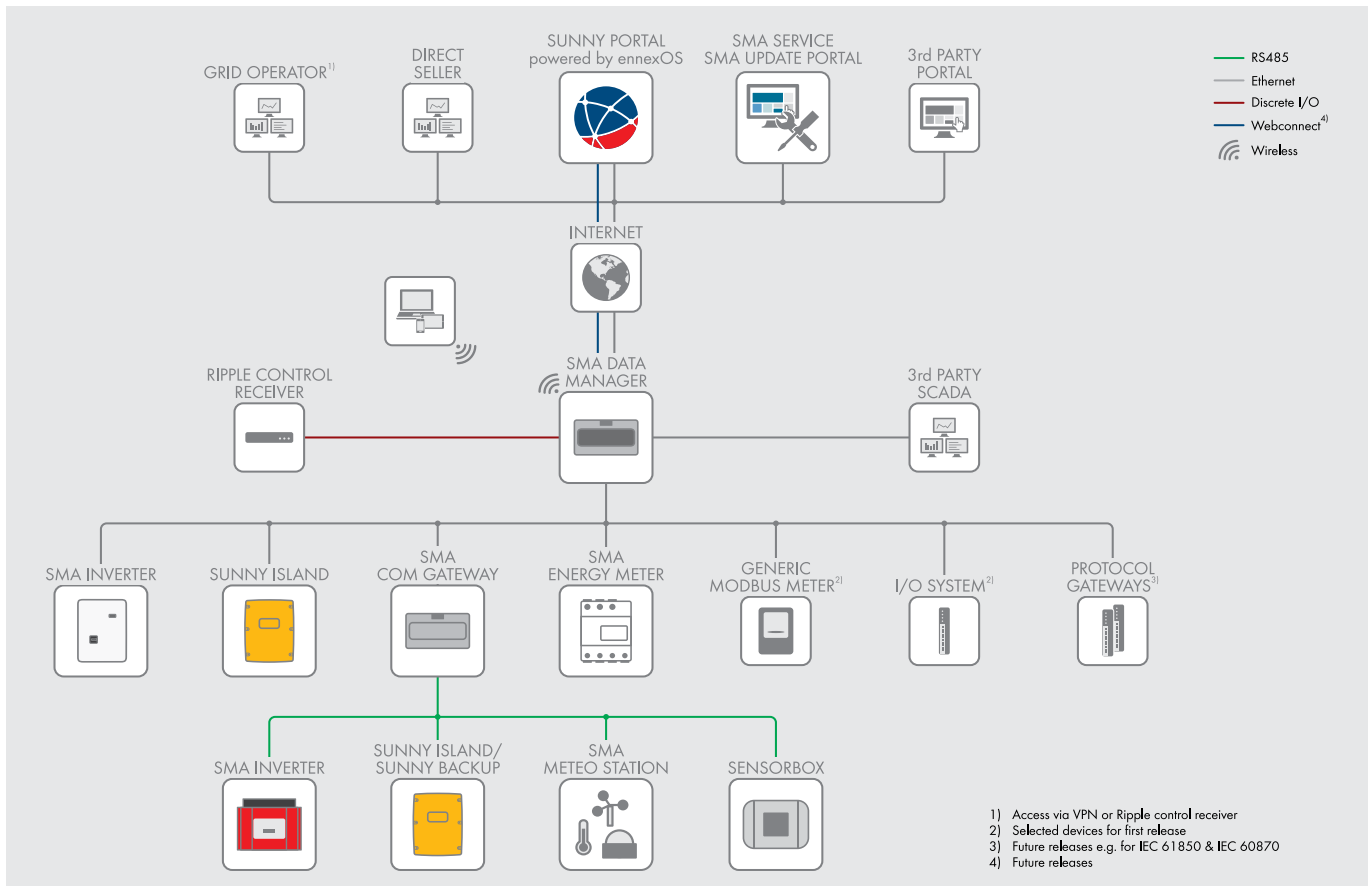 GRID OPERATOR1)
DIRECT
SELLER
SUNNY PORTAL
powered by ennexOS
SMA SERVICE
SMA UPDATE PORTAL
3rd PARTY
PORTAL
RS485
Ethernet
Discrete I/O
Webconnect4)
Wireless
INTERNET
SMA DATA
MANAGER
RIPPLE CONTROL
RECEIVER
3rd PARTY
SCADA
SMA INVERTER
SUNNY ISLAND
SMA
COM GATEWAY
SMA
ENERGY METER
GENERIC
MODBUS METER2)
I/O SYSTEM2)
PROTOCOL
GATEWAYS3)
SMA INVERTER
SUNNY ISLAND/
SUNNY BACKUP
SMA
METEO STATION
SENSORBOX
1) Access via VPN or Ripple control receiver
2) Selected devices for first release
3) Future releases e.g. for IEC 61850 & IEC 60870
4) Future releases